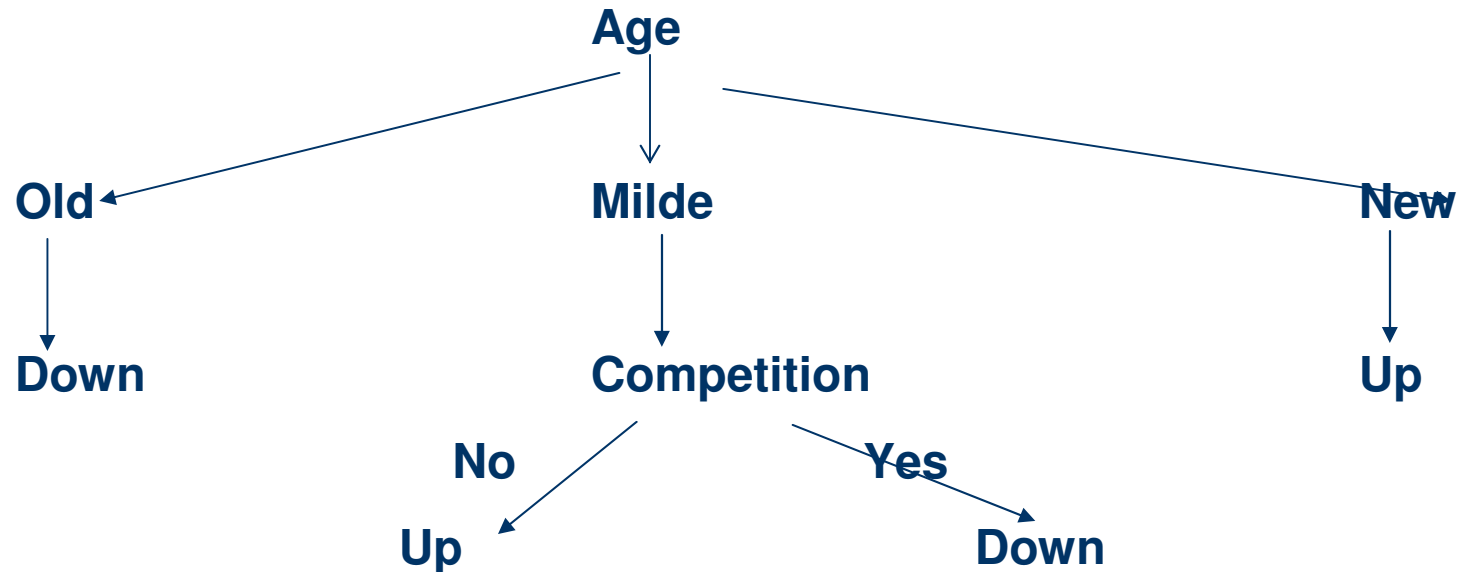 Age
Old Milde New
Down Competition Up
No Yes
Up Down